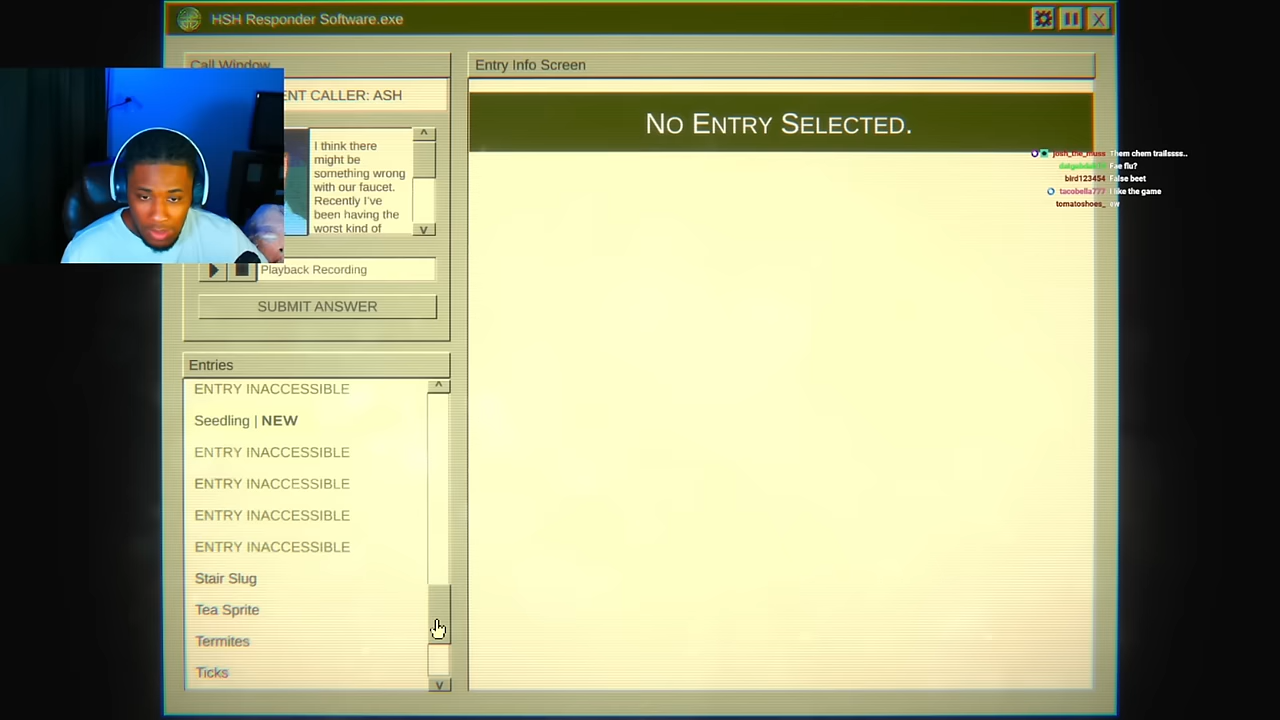 HSH Responder Software.exe
Call Window
ENT CALLER: ASH
I think there
might be
something wrong
with our faucet.
Recently I've
been having the
worst kind of
Playback Recording
SUBMIT ANSWER
Entries
ENTRY INACCESSIBLE
Seedling | NEW
ENTRY INACCESSIBLE
ENTRY INACCESSIBLE
ENTRY INACCESSIBLE
ENTRY INACCESSIBLE
Stair Slug
Tea Sprite
Termites
Ticks
Entry Info Screen
NO ENTRY SELECTED.
josh_the_muss Them chem trailssss..
Fae flu?
bird123454 False beet
tacobella777 I like the game
tomatoshoes_ ew